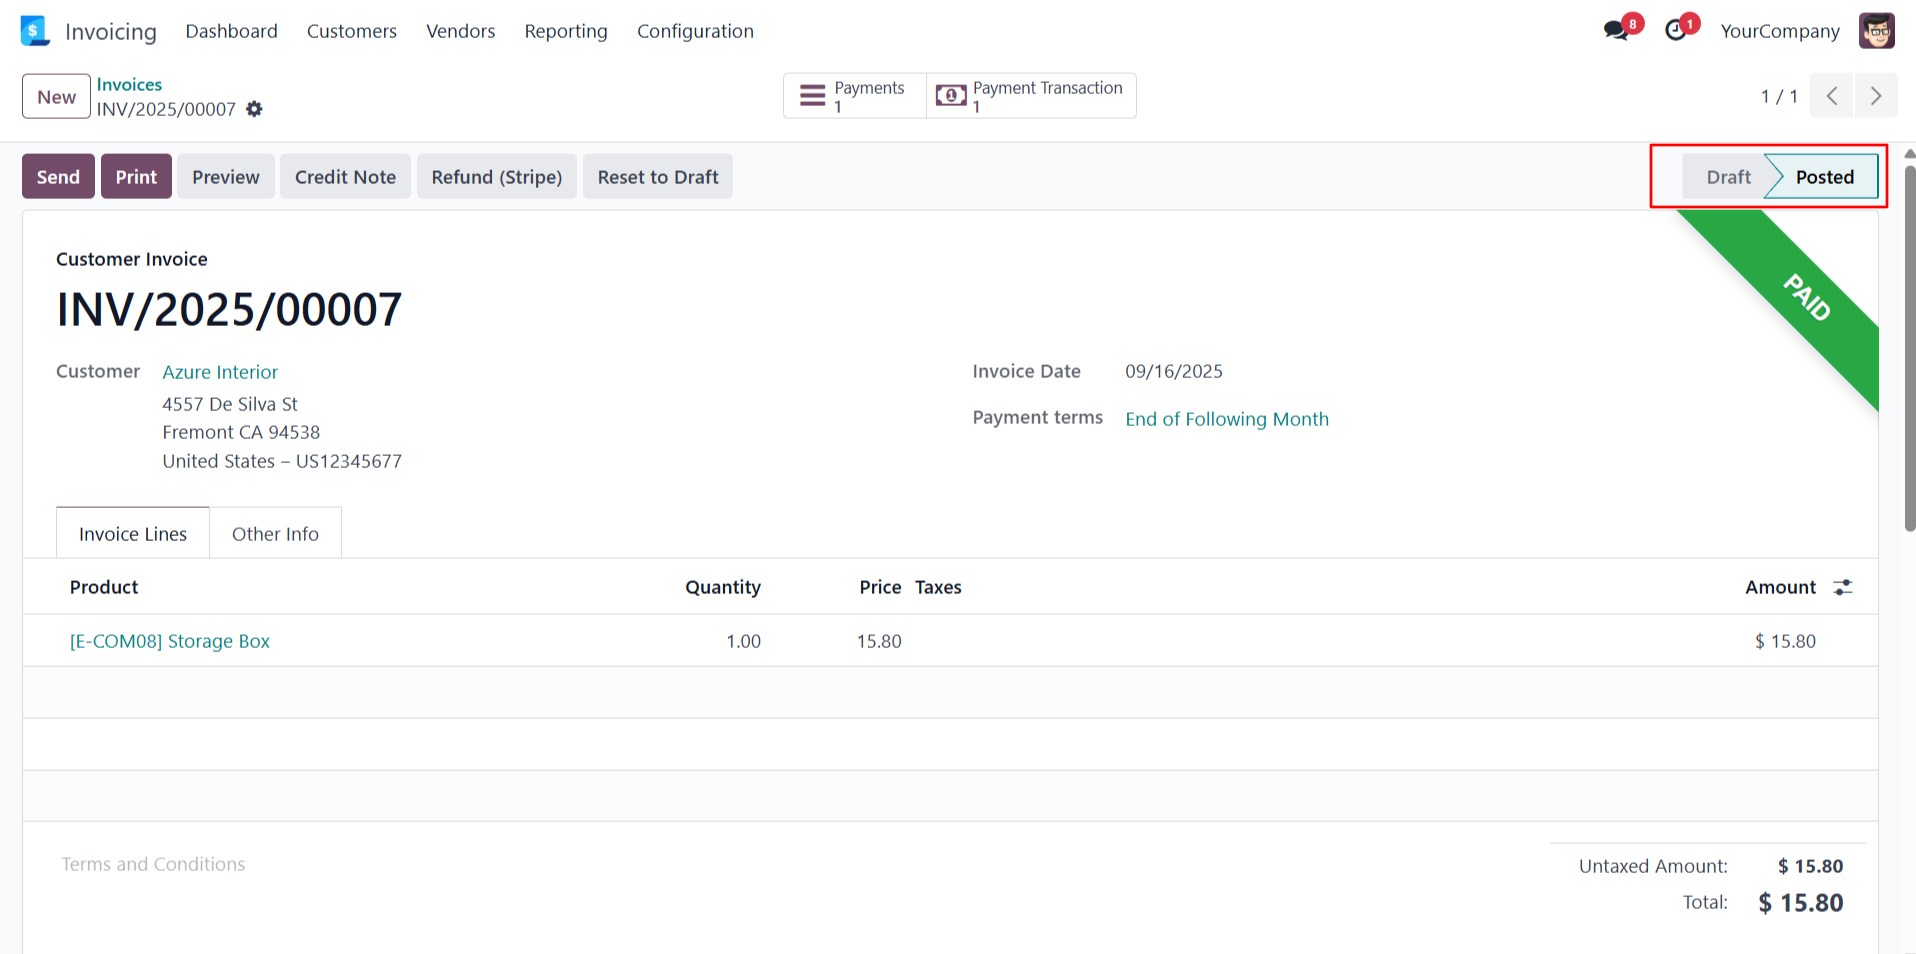 Invoicing Dashboard Customers Vendors Reporting Configuration 8 1 YourCompany
New
Invoices
INV/2025/00007
Payments
1
Payment Transaction
1
1 / 1
Send Print Preview Credit Note Refund (Stripe) Reset to Draft Draft Posted
PAID
Customer Invoice
INV/2025/00007
Customer Azure Interior
4557 De Silva St
Fremont CA 94538
United States – US12345677
Invoice Date 09/16/2025
Payment terms End of Following Month
Invoice Lines Other Info
Product Quantity Price Taxes Amount
[E-COM08] Storage Box 1.00 15.80 $ 15.80
Terms and Conditions
Untaxed Amount: $ 15.80
Total: $ 15.80